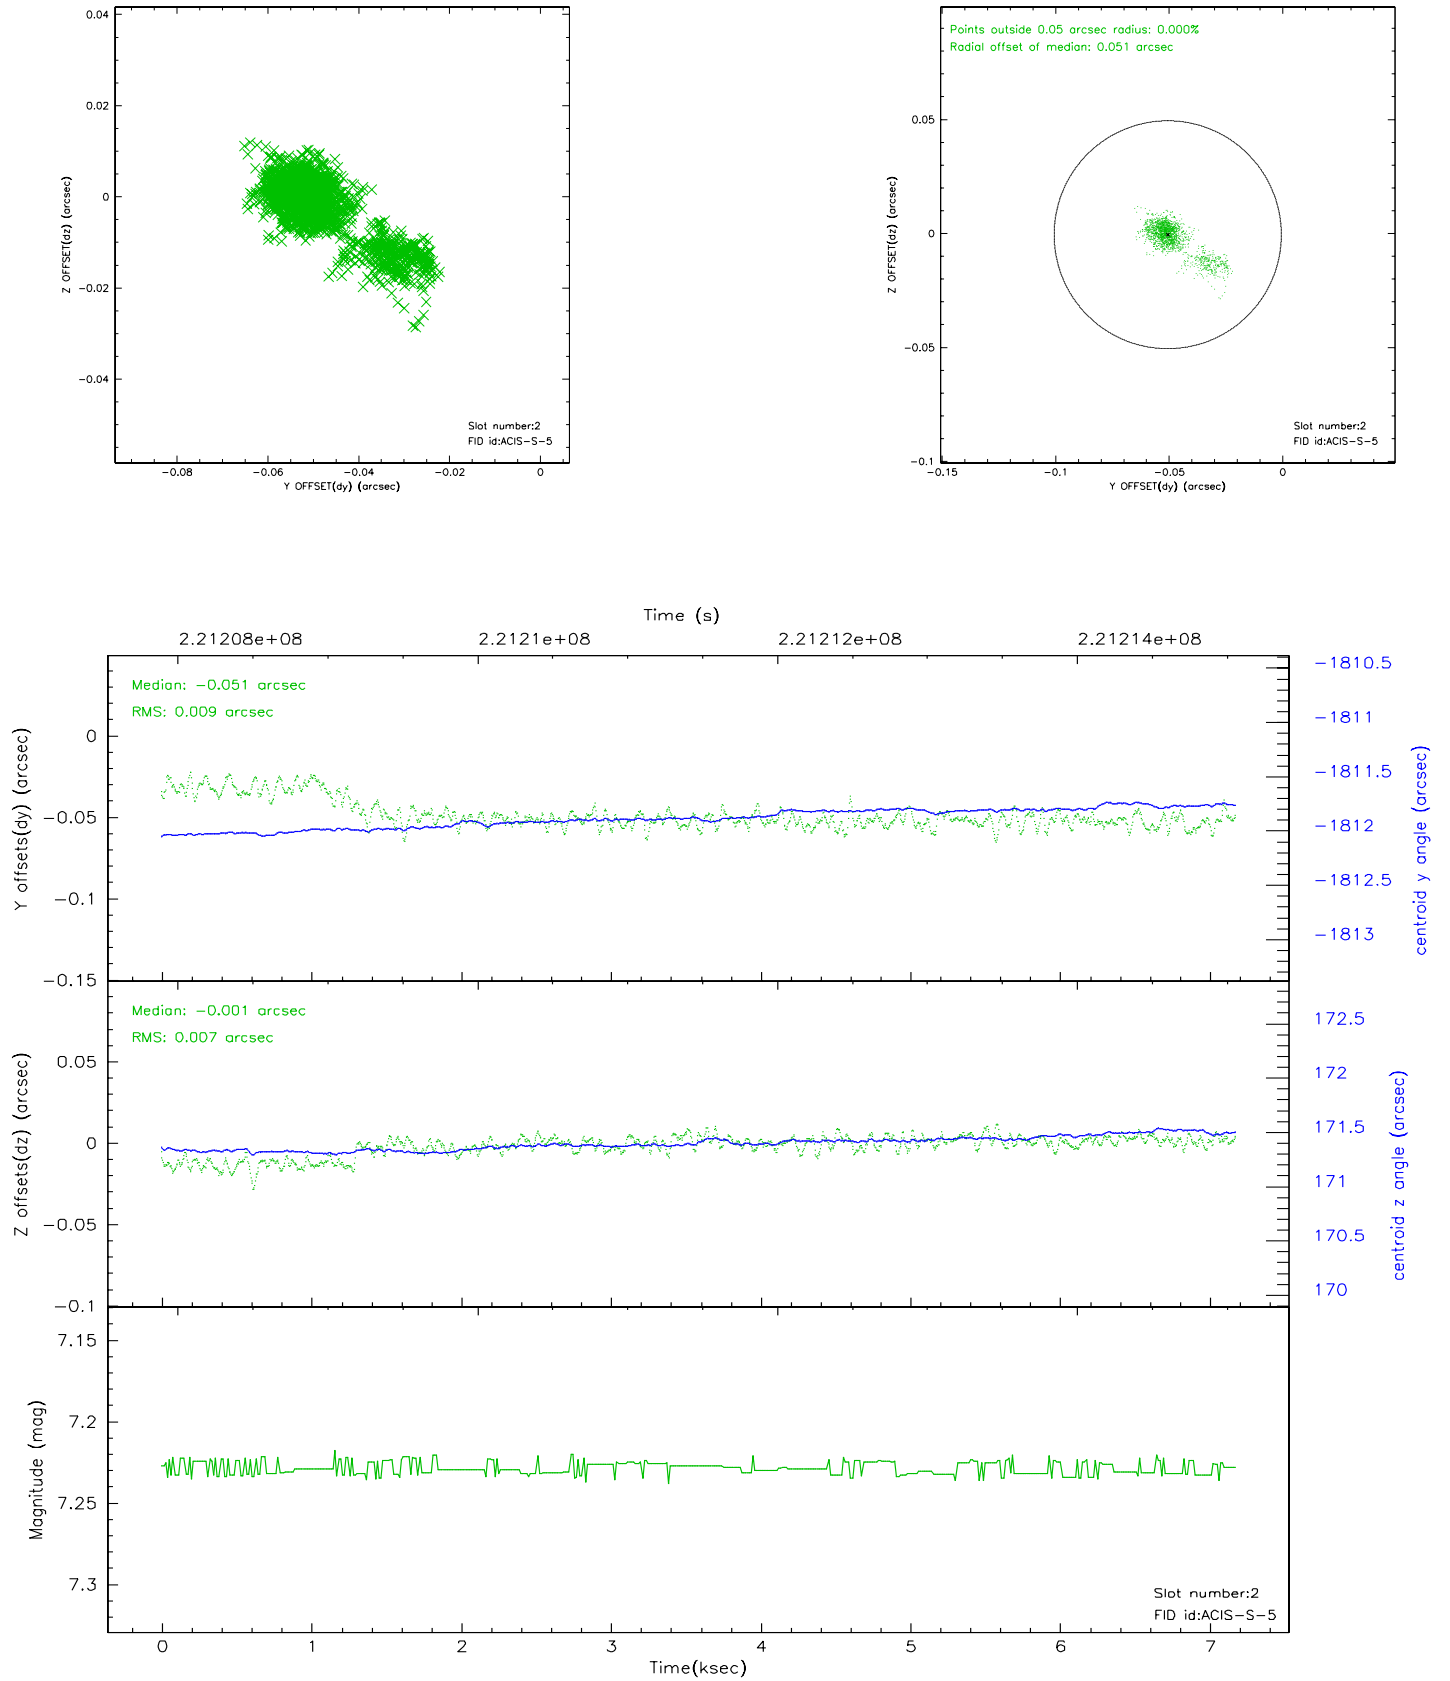 0.04
0.02
0
−0.02
−0.04
Z OFFSET(dz) (arcsec)
Slot number:2
FID id:ACIS−S−5
−0.08
−0.06
−0.04
−0.02
0
Y OFFSET(dy) (arcsec)
Points outside 0.05 arcsec radius: 0.000%
Radial offset of median: 0.051 arcsec
0.05
0
−0.05
−0.1
Z OFFSET(dz) (arcsec)
Slot number:2
FID id:ACIS−S−5
−0.15
−0.1
−0.05
0
Y OFFSET(dy) (arcsec)
Time (s)
2.21208e+08
2.2121e+08
2.21212e+08
2.21214e+08
Median: −0.051 arcsec
RMS: 0.009 arcsec
0
−0.05
−0.1
−0.15
Y offsets(dy) (arcsec)
−1810.5
−1811
−1811.5
−1812
−1812.5
−1813
centroid y angle (arcsec)
Median: −0.001 arcsec
RMS: 0.007 arcsec
0.05
0
−0.05
−0.1
Z offsets(dz) (arcsec)
172.5
172
171.5
171
170.5
170
centroid z angle (arcsec)
7.15
7.2
7.25
7.3
Magnitude (mag)
Slot number:2
FID id:ACIS−S−5
0
1
2
3
4
5
6
7
Time(ksec)